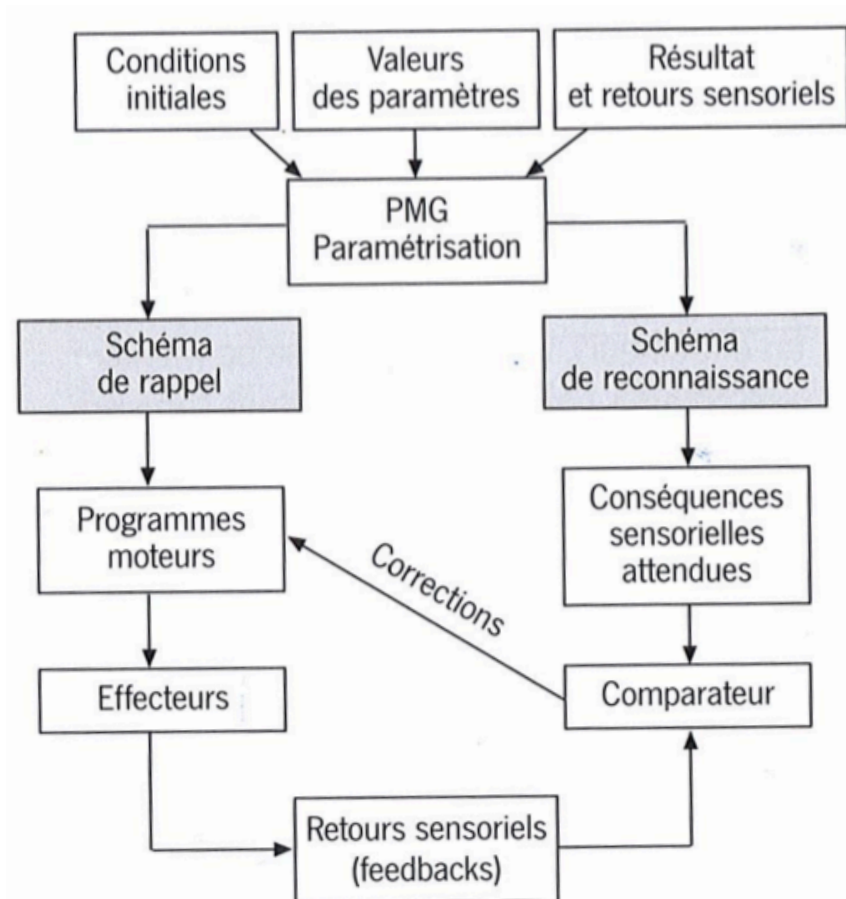 Conditions
initiales
Valeurs
des paramètres
Résultat
et retours sensoriels
PMG
Paramétrisation
Schéma
de rappel
Schéma
de reconnaissance
Programmes
moteurs
Conséquences
sensorielles
attendues
Corrections
Effecteurs
Comparateur
Retours sensoriels
(feedbacks)